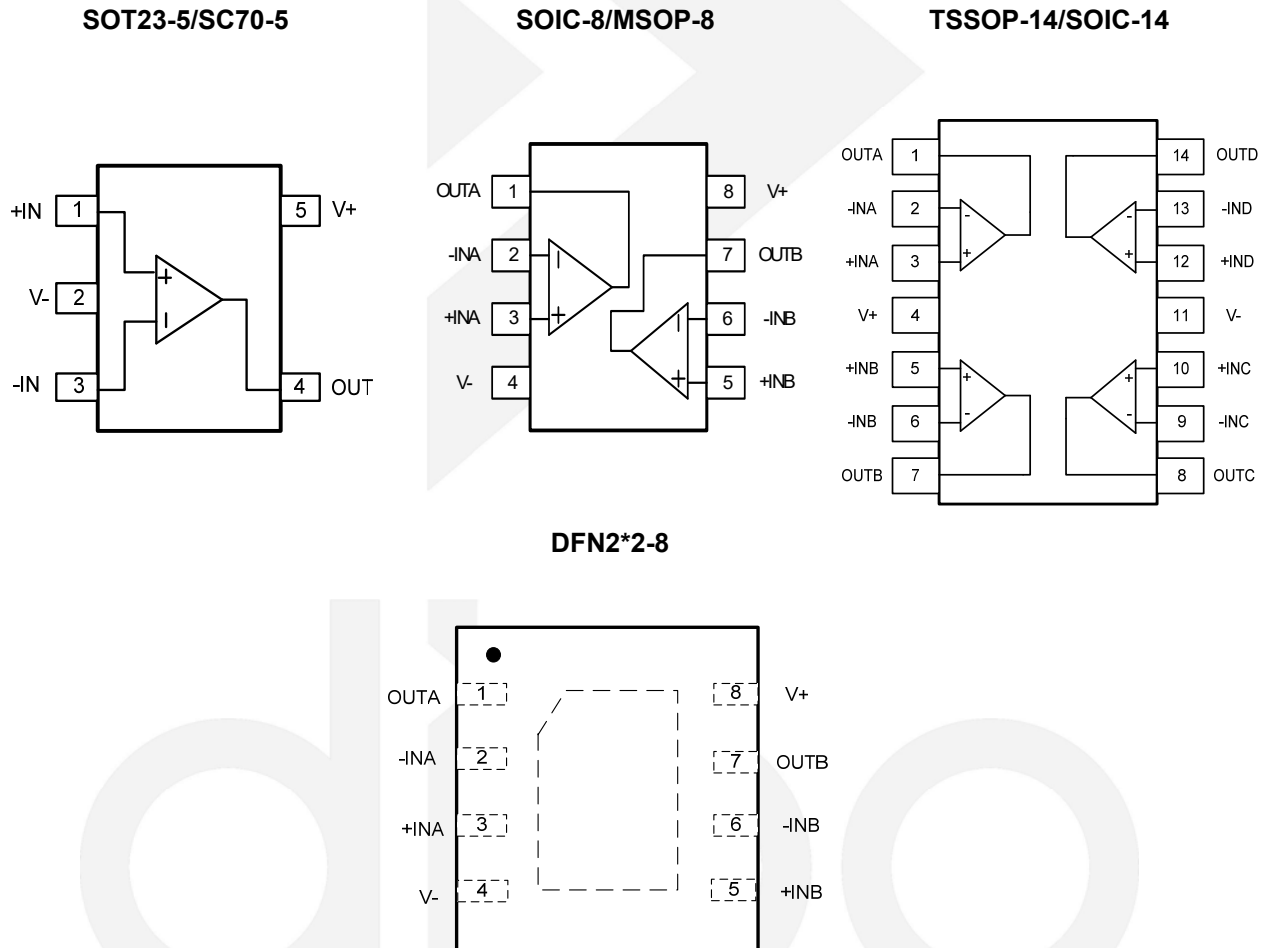 SOT23-5/SC70-5
SOIC-8/MSOP-8
TSSOP-14/SOIC-14
+IN 1 5 V+
V- 2
-IN 3 4 OUT
+
-
OUTA 1 8 V+
-INA 2 7 OUTB
+INA 3 6 -INB
V- 4 5 +INB
-
+
-
+
OUTA 1 14 OUTD
-INA 2 13 -IND
+INA 3 12 +IND
V+ 4 11 V-
+INB 5 10 +INC
-INB 6 9 -INC
OUTB 7 8 OUTC
- -
+ +
+ +
- -
DFN2*2-8
OUTA 1 8 V+
-INA 2 7 OUTB
+INA 3 6 -INB
V- 4 5 +INB